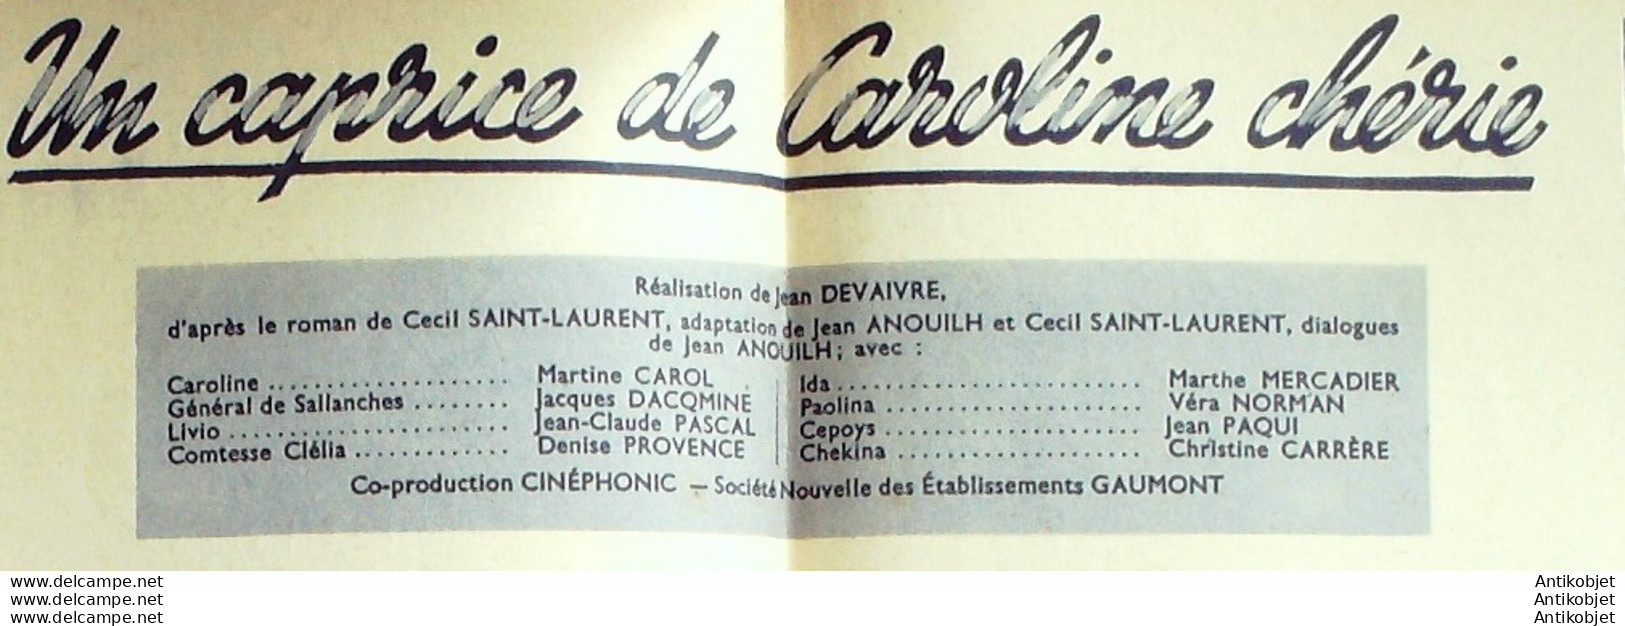 Un caprice de Caroline chérie
Réalisation de Jean DEVAIVRE,
d'après le roman de Cecil SAINT-LAURENT, adaptation de Jean ANOUILH et Cecil SAINT-LAURENT, dialogues
de Jean ANOUILH ; avec :
Caroline .................... Martine CAROL
Général de Sallanches ........ Jacques DACQMINE
Livio ........................ Jean-Claude PASCAL
Comtesse Clélia ............. Denise PROVENCE
Ida .......................... Marthe MERCADIER
Paolina ...................... Véra NORMAN
Cepoys ...................... Jean PAQUI
Chekina ..................... Christine CARRÈRE
Co-production CINÉPHONIC — Société Nouvelle des Établissements GAUMONT
www.delcampe.net
www.delcampe.net
www.delcampe.net
Antikobjet
Antikobjet
Antikobjet